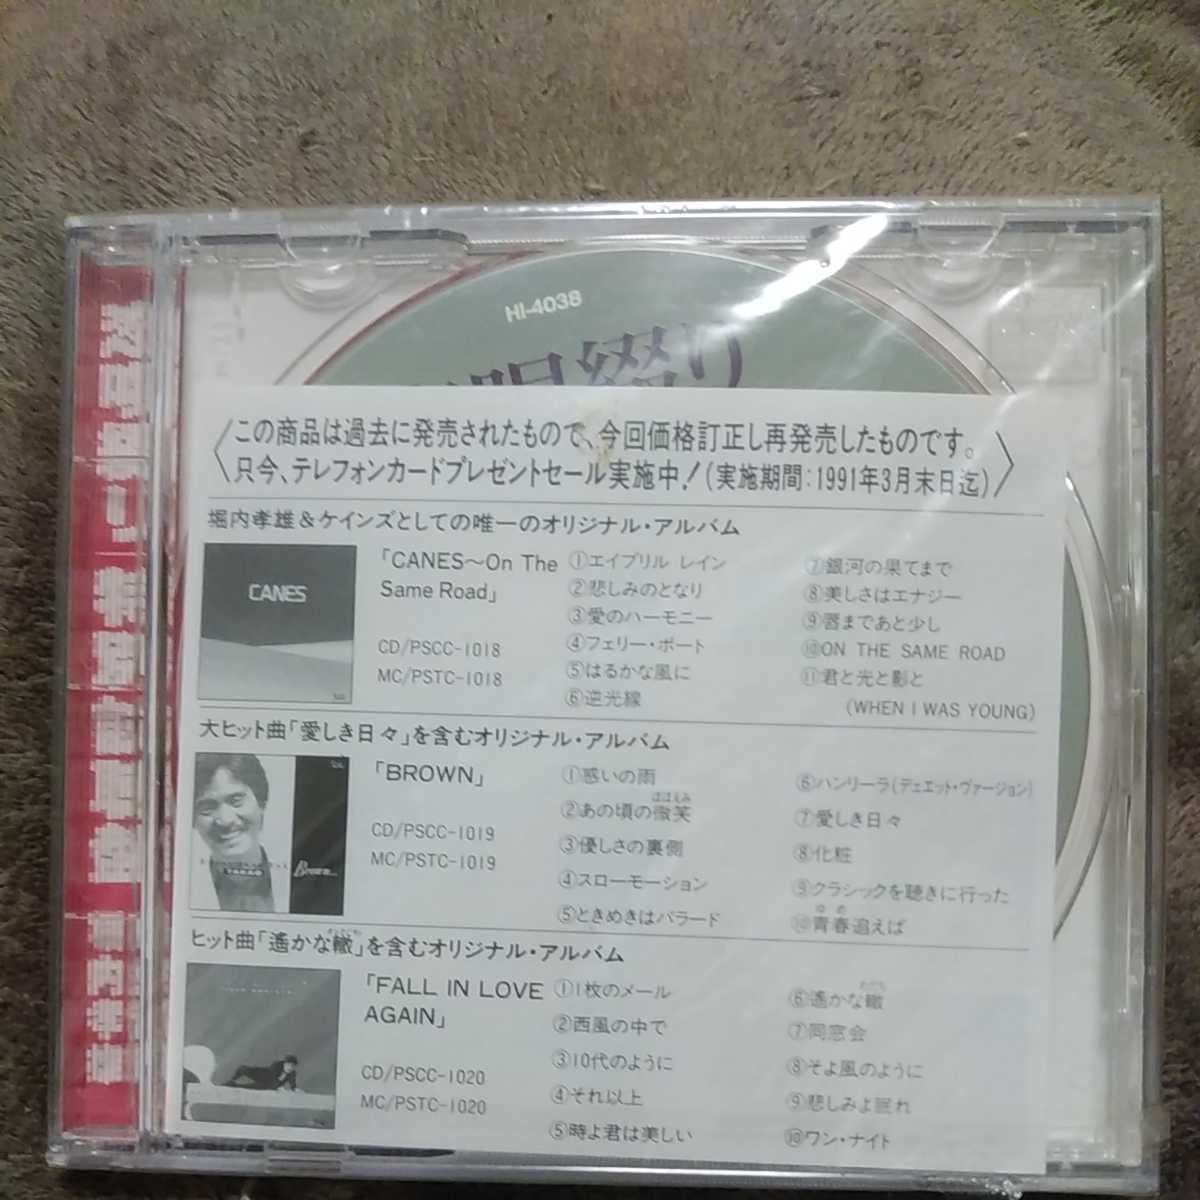 HI-4038
綴り
〈この商品は過去に発売されたもので、今回価格訂正し再発売したものです。
只今、テレフォンカードプレゼントセール実施中!(実施期間:1991年3月末日迄)〉
堀内孝雄&ケインズとしての唯一のオリジナル・アルバム
CANES
「CANES〜On The
Same Road」
CD/PSCC-1018
MC/PSTC-1018
①エイプリル レイン
②悲しみのとなり
③愛のハーモニー
④フェリー・ポート
⑤はるかな風に
⑥逆光線
⑦銀河の果てまで
⑧美しさはエナジー
⑨唇まであと少し
⑩ON THE SAME ROAD
⑪君と光と影と
(WHEN I WAS YOUNG)
大ヒット曲「愛しき日々」を含むオリジナル・アルバム
TAKAO
Brown...
「BROWN」
CD/PSCC-1019
MC/PSTC-1019
①惑いの雨
②あの頃の微笑
③優しさの裏側
④スローモーション
⑤ときめきはバラード
⑥ハンリーラ(デュエット・ヴァージョン)
⑦愛しき日々
⑧化粧
⑨クラシックを聴きに行った
⑩青春追えば
ヒット曲「遙かな轍」を含むオリジナル・アルバム
「FALL IN LOVE
AGAIN」
CD/PSCC-1020
MC/PSTC-1020
①1枚のメール
②西風の中で
③10代のように
④それ以上
⑤時よ君は美しい
⑥遙かな轍
⑦同窓会
⑧そよ風のように
⑨悲しみよ眠れ
⑩ワン・ナイト